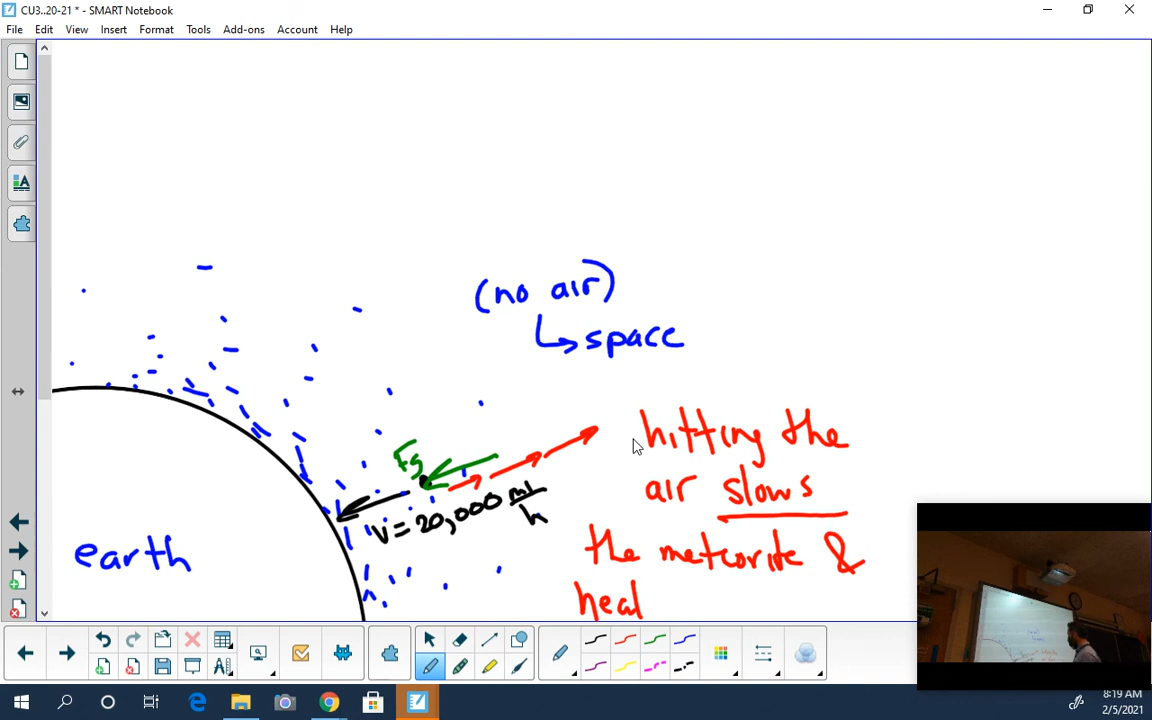 CU3..20-21 * - SMART Notebook
File Edit View Insert Format Tools Add-ons Account Help
(no air)
↳ space
Fg
hitting the
air slows
V = 20,000 mi/h
the meteorite &
earth
heal
8:19 AM
2/5/2021